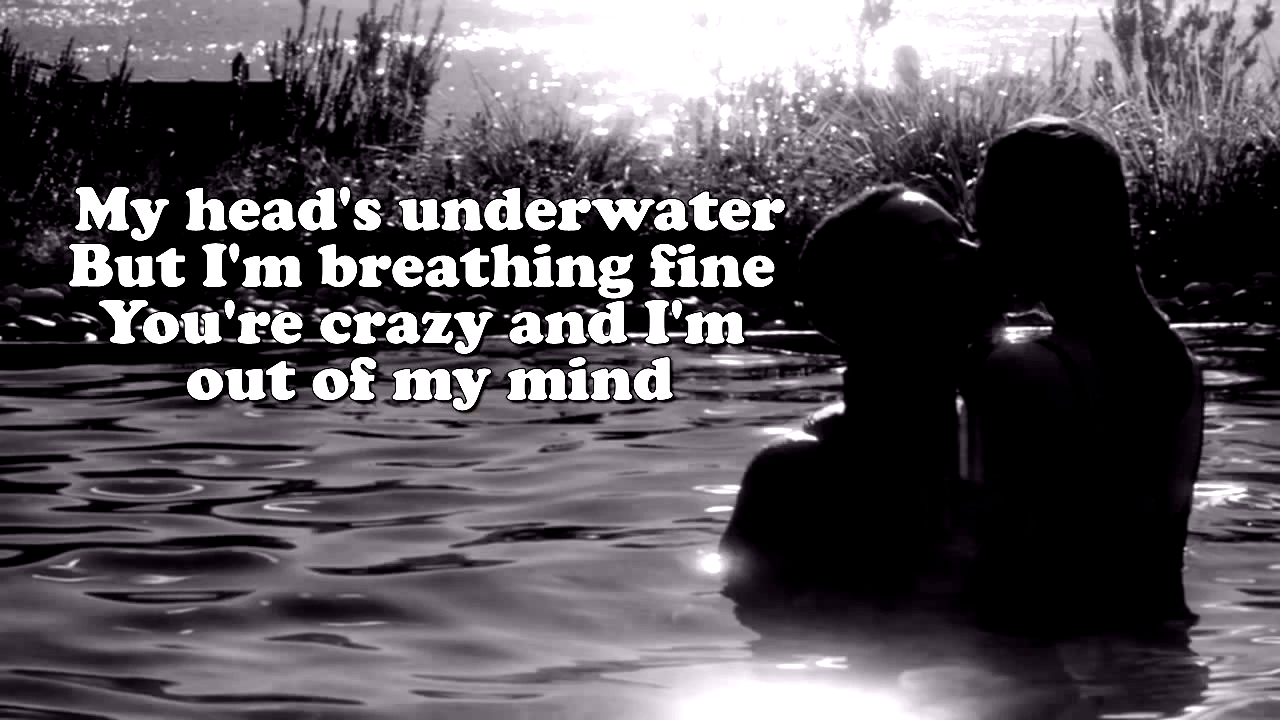 My head's underwater
But I'm breathing fine
You're crazy and I'm
out of my mind